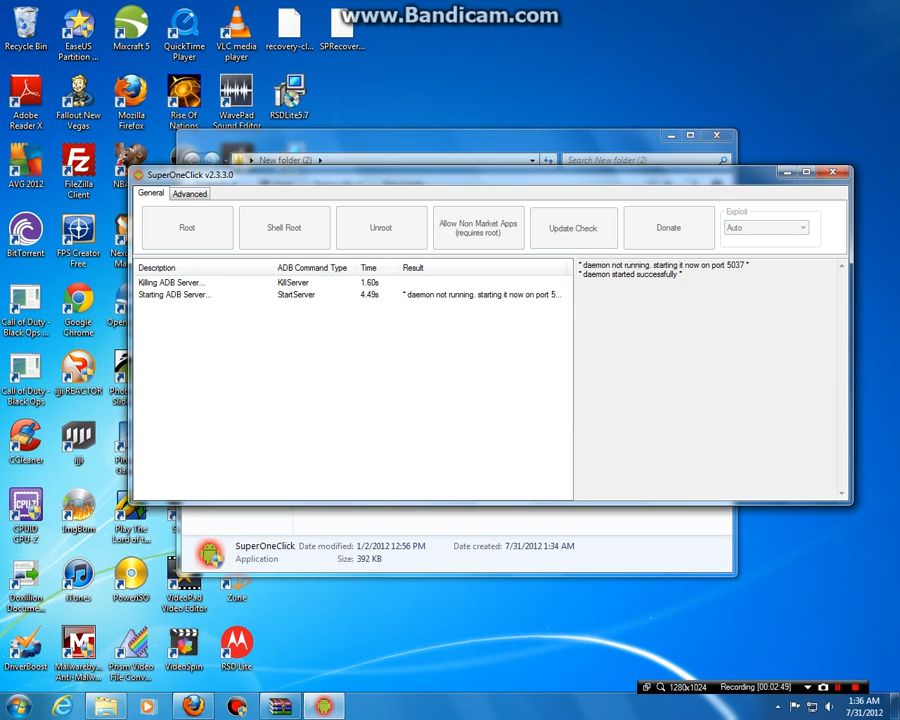 www.Bandicam.com
Recycle Bin
EaseUS
Partition ...
Mixcraft 5
QuickTime
Player
VLC media
player
recovery-cl...
SPRecover...
Adobe
Reader X
Fallout New
Vegas
Mozilla
Firefox
Rise Of
Nations
WavePad
Sound Editor
RSDLite5.7
New folder (2)
Search New folder (2)
AVG 2012
FileZilla
Client
SuperOneClick v2.3.3.0
General
Advanced
Root
Shell Root
Unroot
Allow Non Market Apps
(requires root)
Update Check
Donate
Exploit
Auto
BitTorrent
FPS Creator
Free
Description
ADB Command Type
Time
Result
Killing ADB Server...
KillServer
1.60s
Starting ADB Server...
StartServer
4.49s
* daemon not running. starting it now on port 5...
* daemon not running. starting it now on port 5037 *
* daemon started successfully *
Call of Duty -
Black Ops ...
Google
Chrome
Call of Duty -
Black Ops
ijji REACTOR
CCleaner
ijji
CPUID
CPU-Z
ImgBurn
Play The
Lord of t...
SuperOneClick
Date modified: 1/2/2012 12:56 PM
Date created: 7/31/2012 1:34 AM
Application
Size: 392 KB
Doxillion
Docume...
iTunes
PowerISO
VideoPad
Video Editor
Zune
DriverBoost
Malwareby...
Anti-Malw...
Prism Video
File Conv...
VideoSpin
RSD Lite
1280x1024
Recording [00:02:49]
1:36 AM
7/31/2012